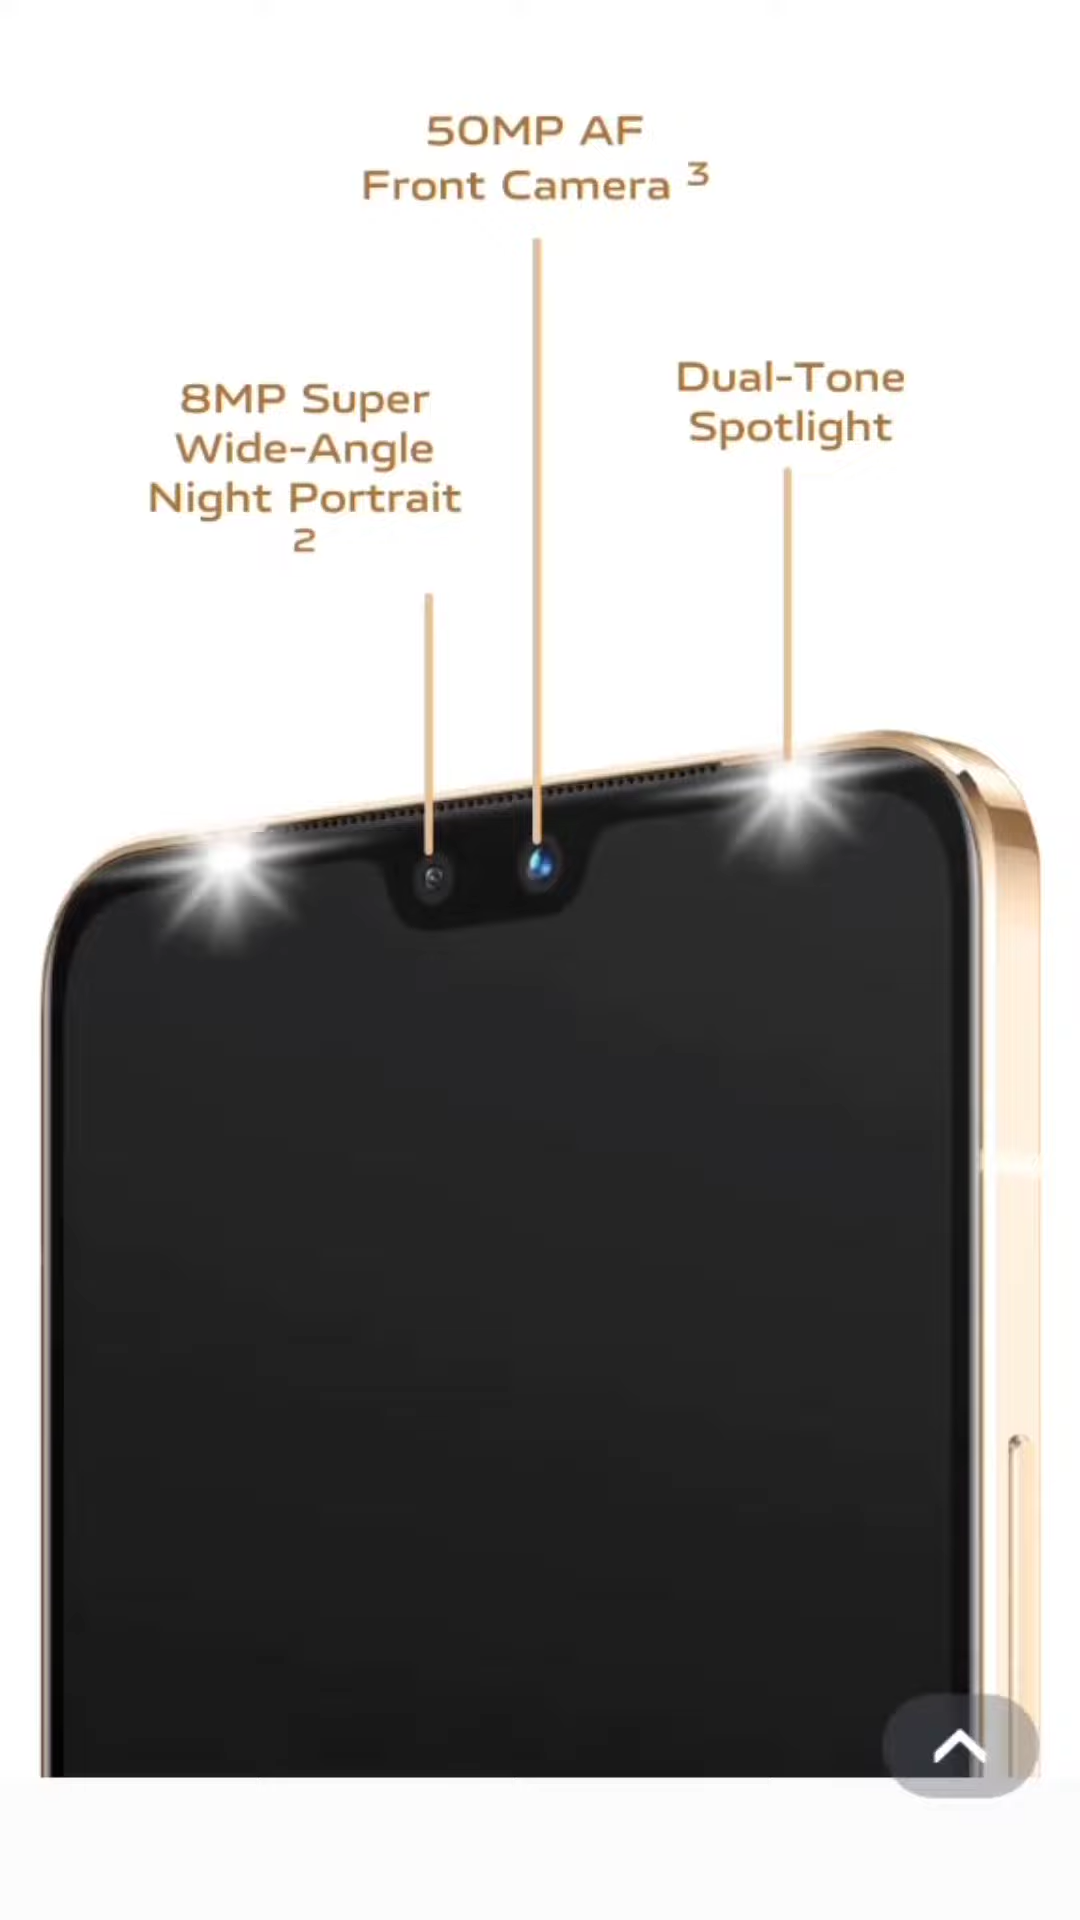 50MP AF
Front Camera 3
Dual-Tone
Spotlight
8MP Super
Wide-Angle
Night Portrait
2